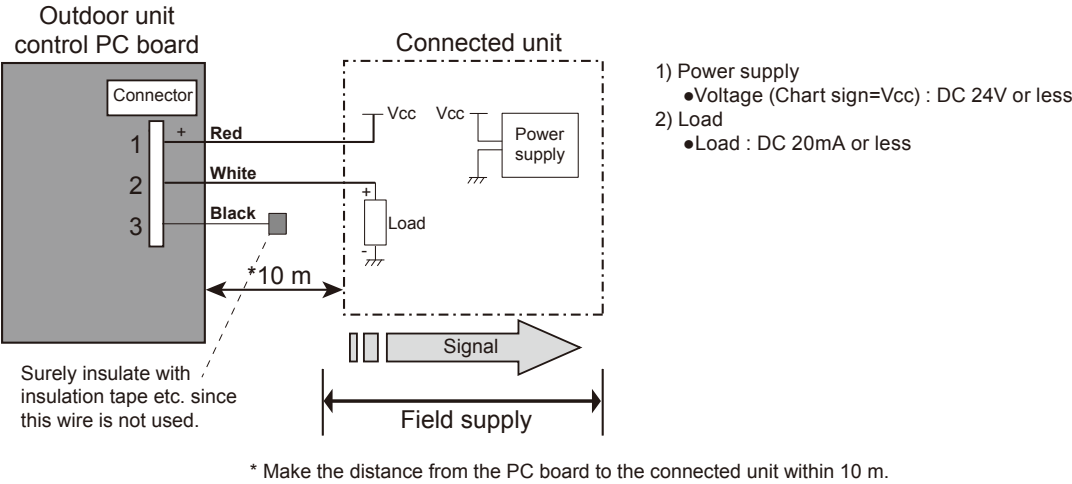 Outdoor unit
control PC board
Connected unit
Connector
1
+
Red
2
White
3
Black
Vcc
Vcc
Power
supply
+
Load
-
*10 m
Signal
Surely insulate with
insulation tape etc. since
this wire is not used.
Field supply
1) Power supply
●Voltage (Chart sign=Vcc) : DC 24V or less
2) Load
●Load : DC 20mA or less
* Make the distance from the PC board to the connected unit within 10 m.